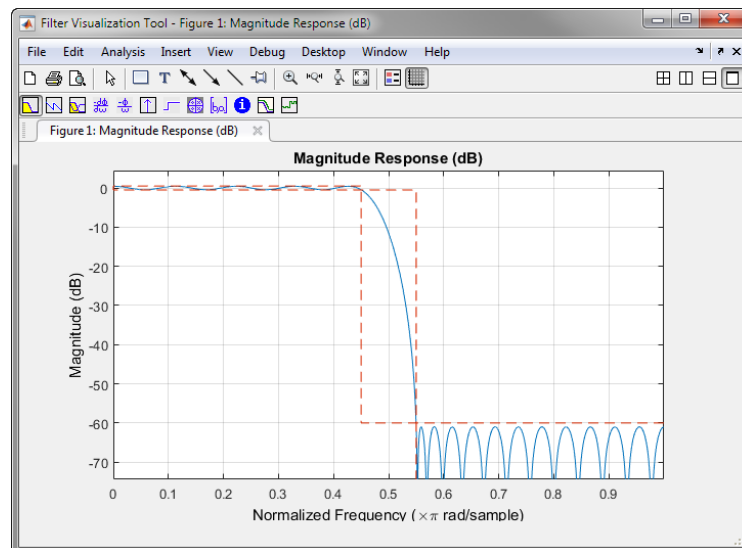 Filter Visualization Tool - Figure 1: Magnitude Response (dB)
File Edit Analysis Insert View Debug Desktop Window Help
Figure 1: Magnitude Response (dB)
Magnitude Response (dB)
Magnitude (dB)
0
-10
-20
-30
-40
-50
-60
-70
0 0.1 0.2 0.3 0.4 0.5 0.6 0.7 0.8 0.9
Normalized Frequency (×π rad/sample)